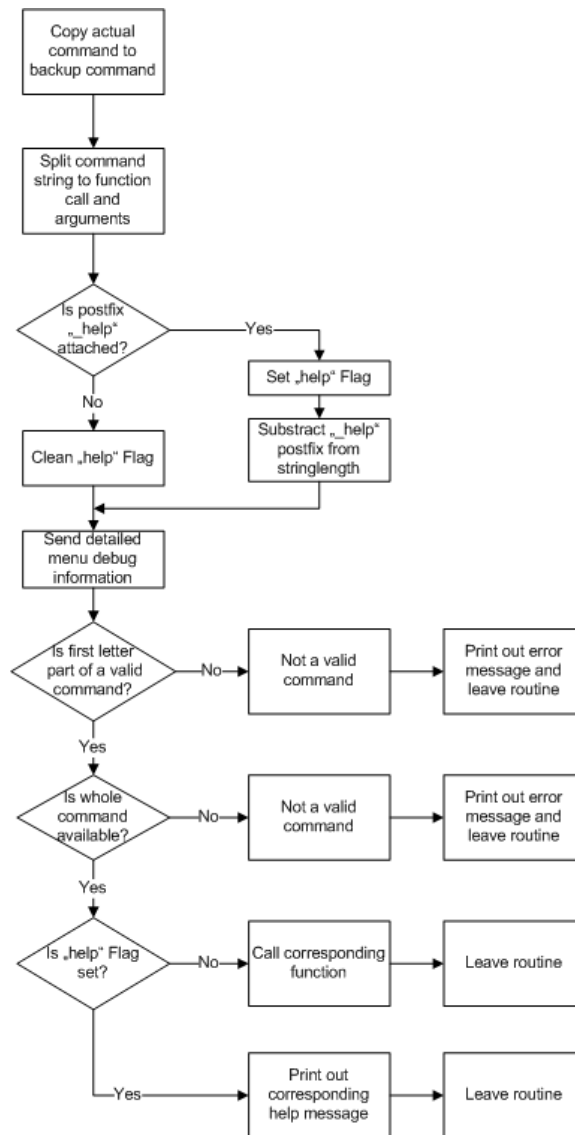 Copy actual
command to
backup command
Split command
string to function
call and
arguments
Is postfix
„_help“
attached?
Yes
Set „help“ Flag
No
Substract „_help“
postfix from
stringlength
Clean „help“ Flag
Send detailed
menu debug
information
Is first letter
part of a valid
command?
No
Not a valid
command
Print out error
message and
leave routine
Yes
Is whole
command
available?
No
Not a valid
command
Print out error
message and
leave routine
Yes
Is „help“ Flag
set?
No
Call corresponding
function
Leave routine
Yes
Print out
corresponding
help message
Leave routine